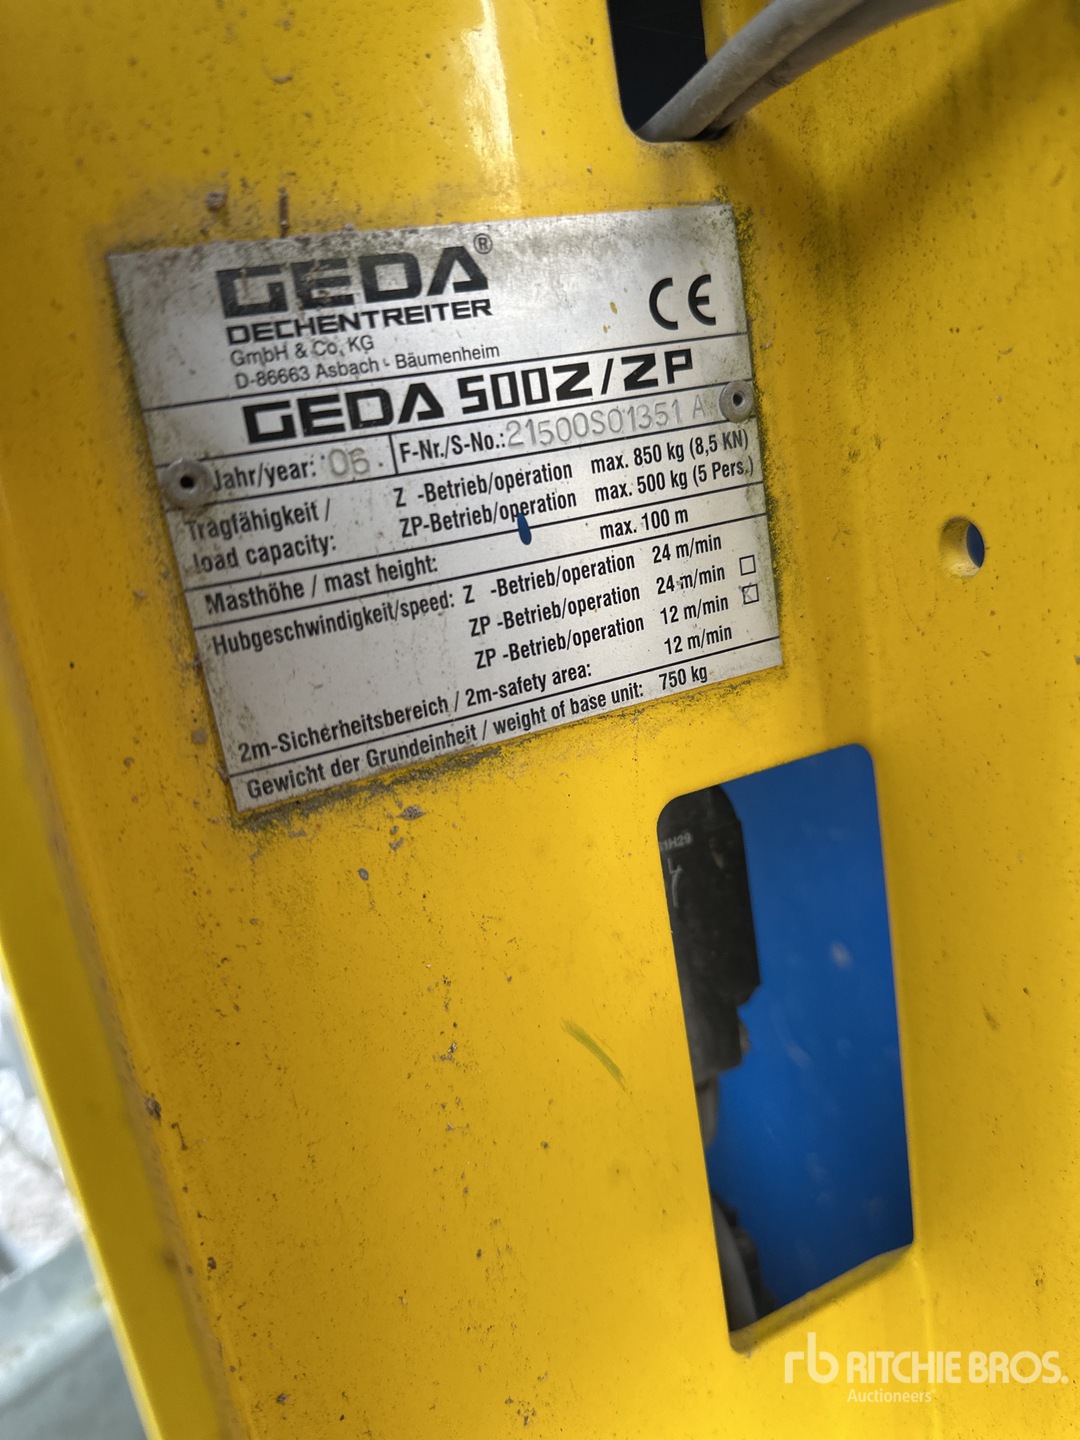 GEDA®
DECHENTREITER
GmbH & Co. KG
D-86663 Asbach - Bäumenheim
CE
GEDA 500Z/ZP
Jahr/year: 06. F-Nr./S-No.: 21500S01351 A
Tragfähigkeit / Z -Betrieb/operation max. 850 kg (8,5 KN)
load capacity: ZP-Betrieb/operation max. 500 kg (5 Pers.)
Masthöhe / mast height: max. 100 m
Hubgeschwindigkeit/speed: Z -Betrieb/operation 24 m/min
ZP -Betrieb/operation 24 m/min
ZP -Betrieb/operation 12 m/min
2m-Sicherheitsbereich / 2m-safety area: 12 m/min
Gewicht der Grundeinheit / weight of base unit: 750 kg
rb RITCHIE BROS.
Auctioneers